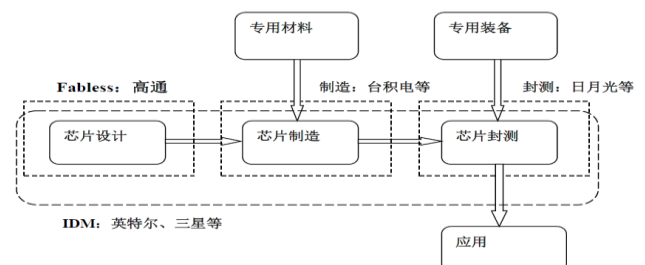 专用材料
专用装备
Fabless：高通
制造：台积电等
封测：日月光等
芯片设计
芯片制造
芯片封测
IDM：英特尔、三星等
应用